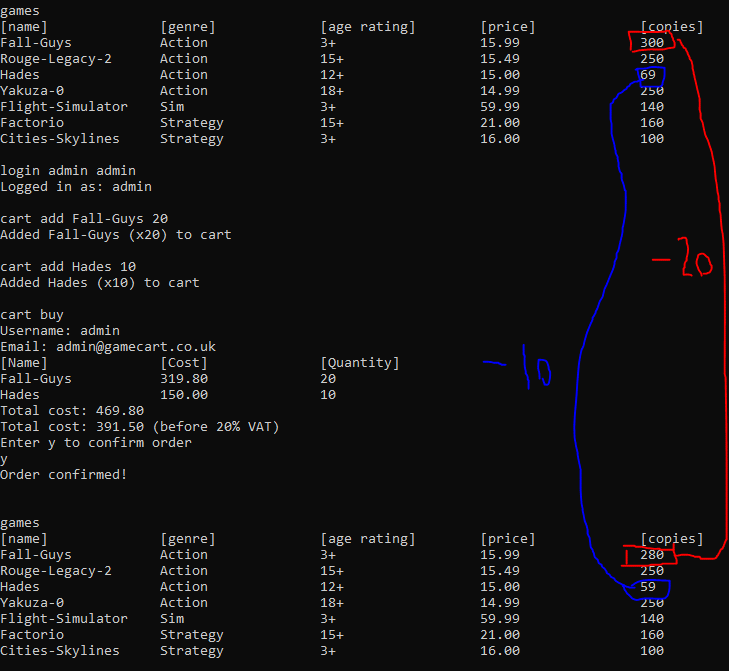 games
[name] [genre] [age rating] [price] [copies]
Fall-Guys Action 3+ 15.99 300
Rouge-Legacy-2 Action 15+ 15.49 250
Hades Action 12+ 15.00 69
Yakuza-0 Action 18+ 14.99 250
Flight-Simulator Sim 3+ 59.99 140
Factorio Strategy 15+ 21.00 160
Cities-Skylines Strategy 3+ 16.00 100
login admin admin
Logged in as: admin
cart add Fall-Guys 20
Added Fall-Guys (x20) to cart
-20
cart add Hades 10
Added Hades (x10) to cart
cart buy
Username: admin
Email: admin@gamecart.co.uk
[Name] [Cost] [Quantity]
-10
Fall-Guys 319.80 20
Hades 150.00 10
Total cost: 469.80
Total cost: 391.50 (before 20% VAT)
Enter y to confirm order
y
Order confirmed!
games
[name] [genre] [age rating] [price] [copies]
Fall-Guys Action 3+ 15.99 280
Rouge-Legacy-2 Action 15+ 15.49 250
Hades Action 12+ 15.00 59
Yakuza-0 Action 18+ 14.99 250
Flight-Simulator Sim 3+ 59.99 140
Factorio Strategy 15+ 21.00 160
Cities-Skylines Strategy 3+ 16.00 100